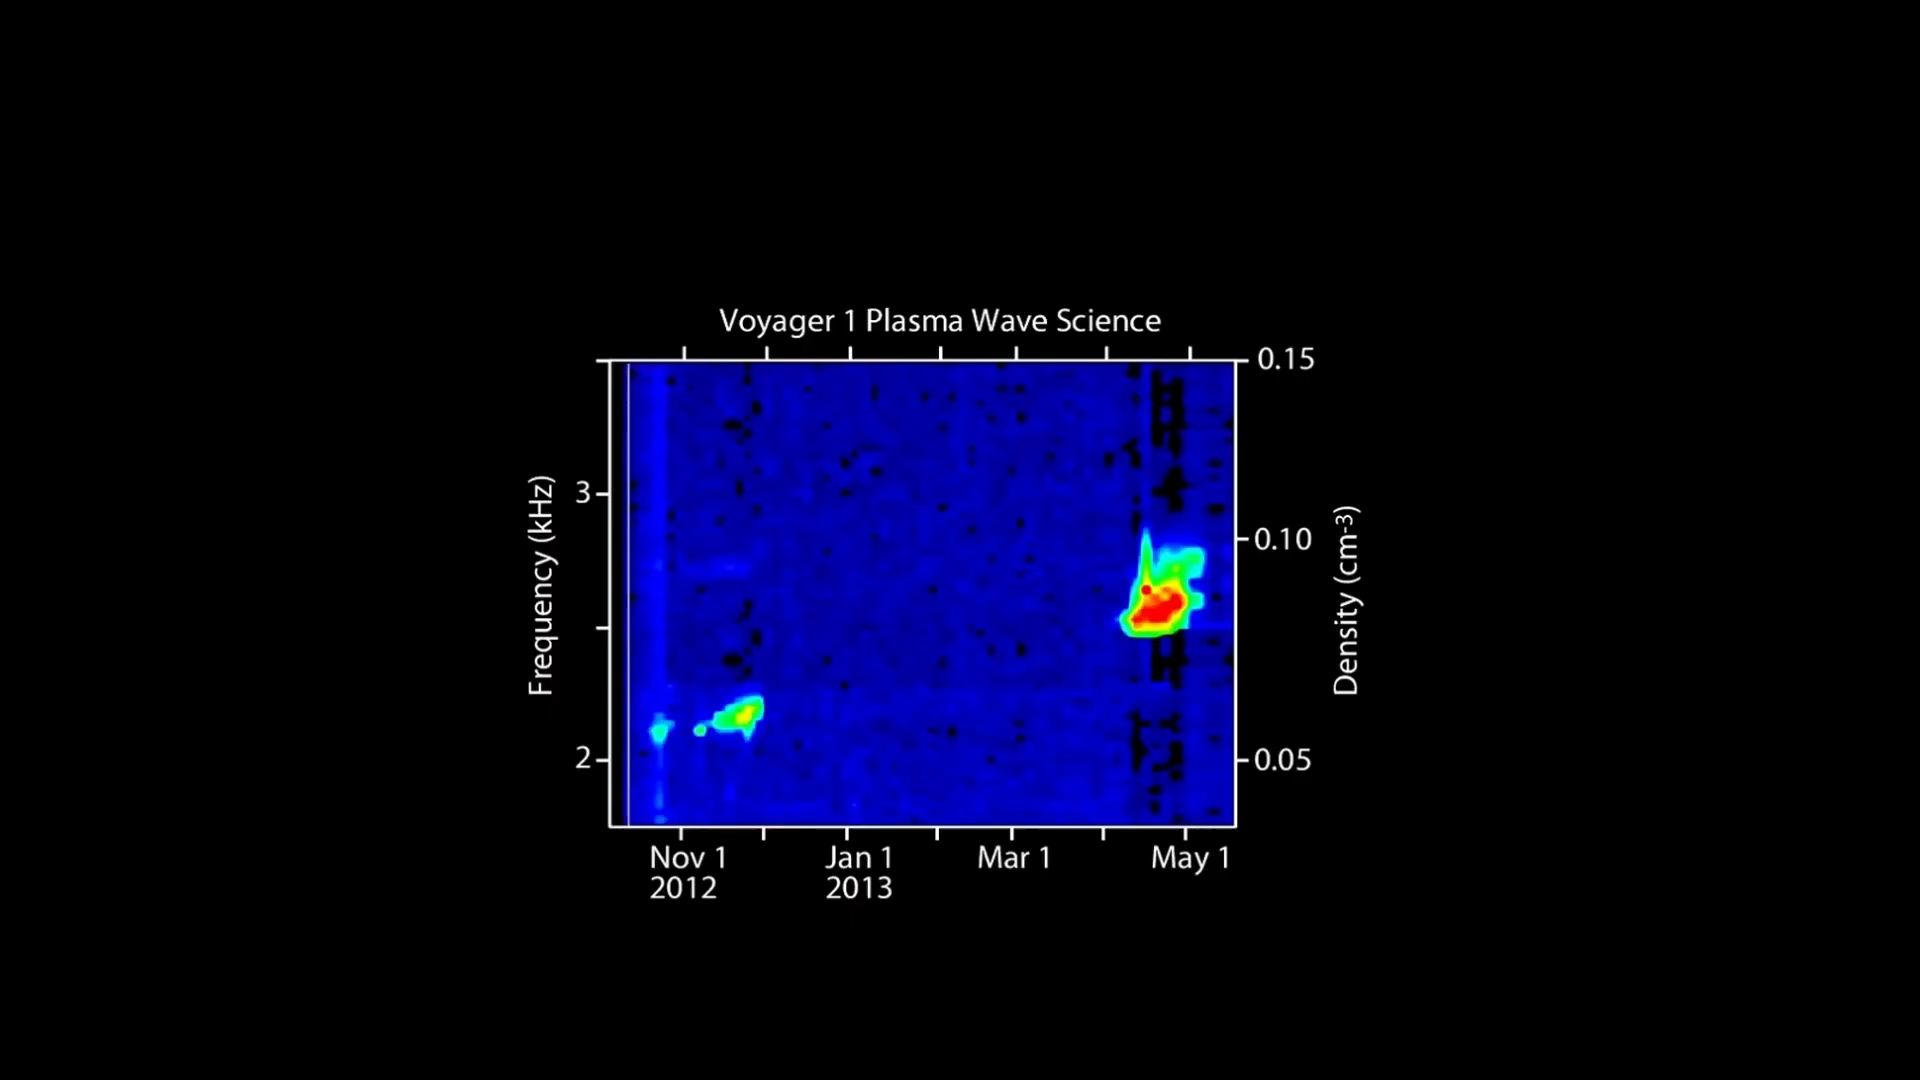 Voyager 1 Plasma Wave Science
0.15
3
0.10
Frequency (kHz)
Density (cm-3)
2
0.05
Nov 1 Jan 1 Mar 1 May 1
2012 2013